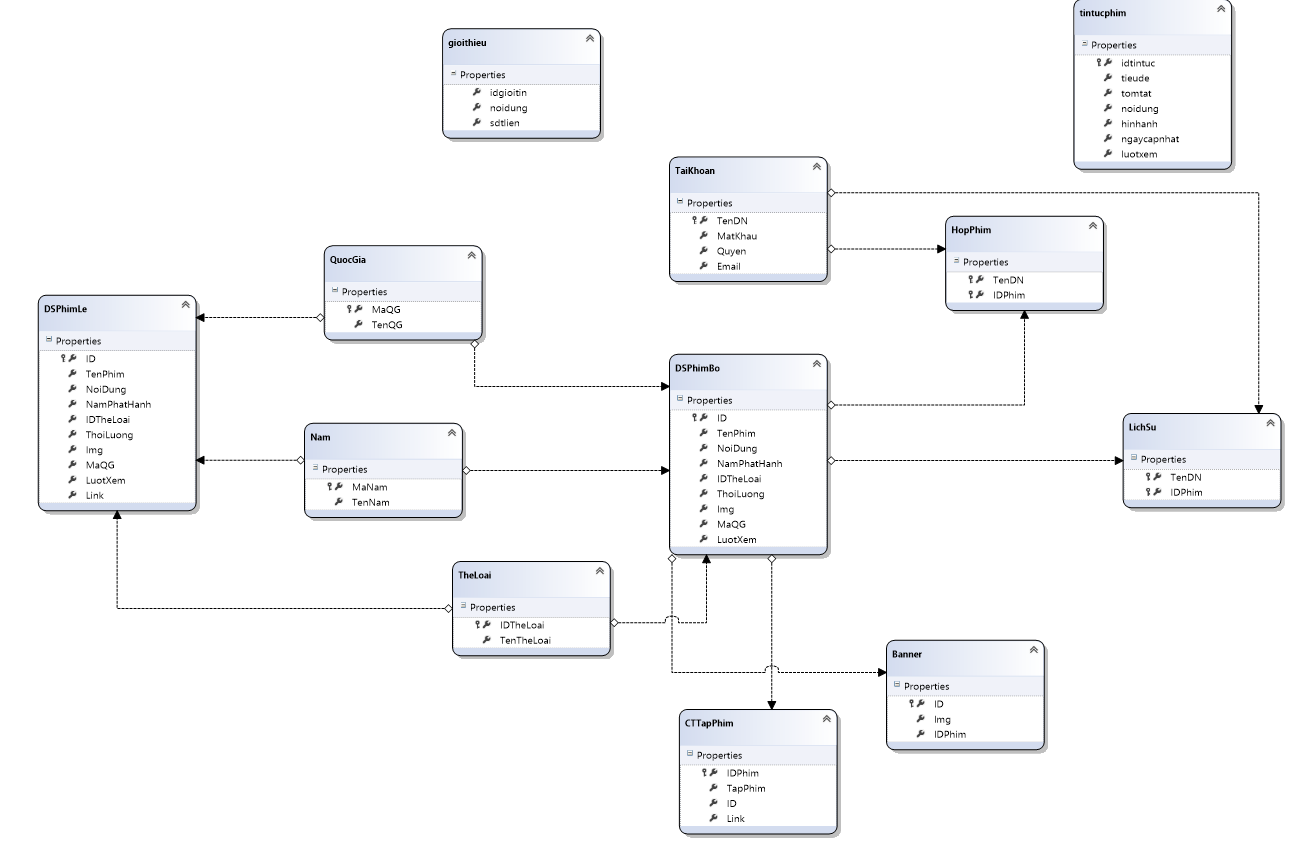 gioithieu
Properties
idgioitin
noidung
sdtlien
tintucphim
Properties
idtintuc
tieude
tomtat
noidung
hinhanh
ngaycapnhat
luotxem
TaiKhoan
Properties
TenDN
MatKhau
Quyen
Email
HopPhim
Properties
TenDN
IDPhim
QuocGia
Properties
MaQG
TenQG
DSPhimLe
Properties
ID
TenPhim
NoiDung
NamPhatHanh
IDTheLoai
ThoiLuong
Img
MaQG
LuotXem
Link
DSPhimBo
Properties
ID
TenPhim
NoiDung
NamPhatHanh
IDTheLoai
ThoiLuong
Img
MaQG
LuotXem
Nam
Properties
MaNam
TenNam
LichSu
Properties
TenDN
IDPhim
TheLoai
Properties
IDTheLoai
TenTheLoai
Banner
Properties
ID
Img
IDPhim
CTTapPhim
Properties
IDPhim
TapPhim
ID
Link